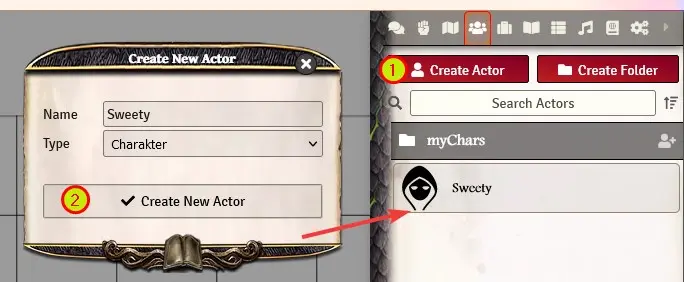 Create New Actor
Name Sweety
Type Charakter
2 Create New Actor
1 Create Actor Create Folder
Search Actors
myChars
Sweety